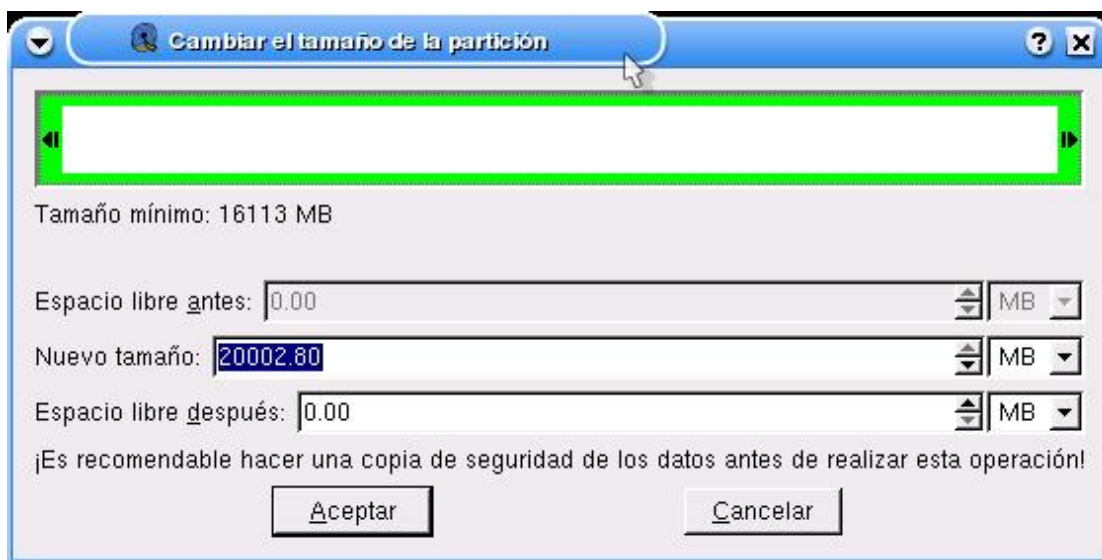 Cambiar el tamaño de la partición
Tamaño mínimo: 16113 MB
Espacio libre antes: 0.00 MB
Nuevo tamaño: 20002.80 MB
Espacio libre después: 0.00 MB
¡Es recomendable hacer una copia de seguridad de los datos antes de realizar esta operación!
Aceptar Cancelar